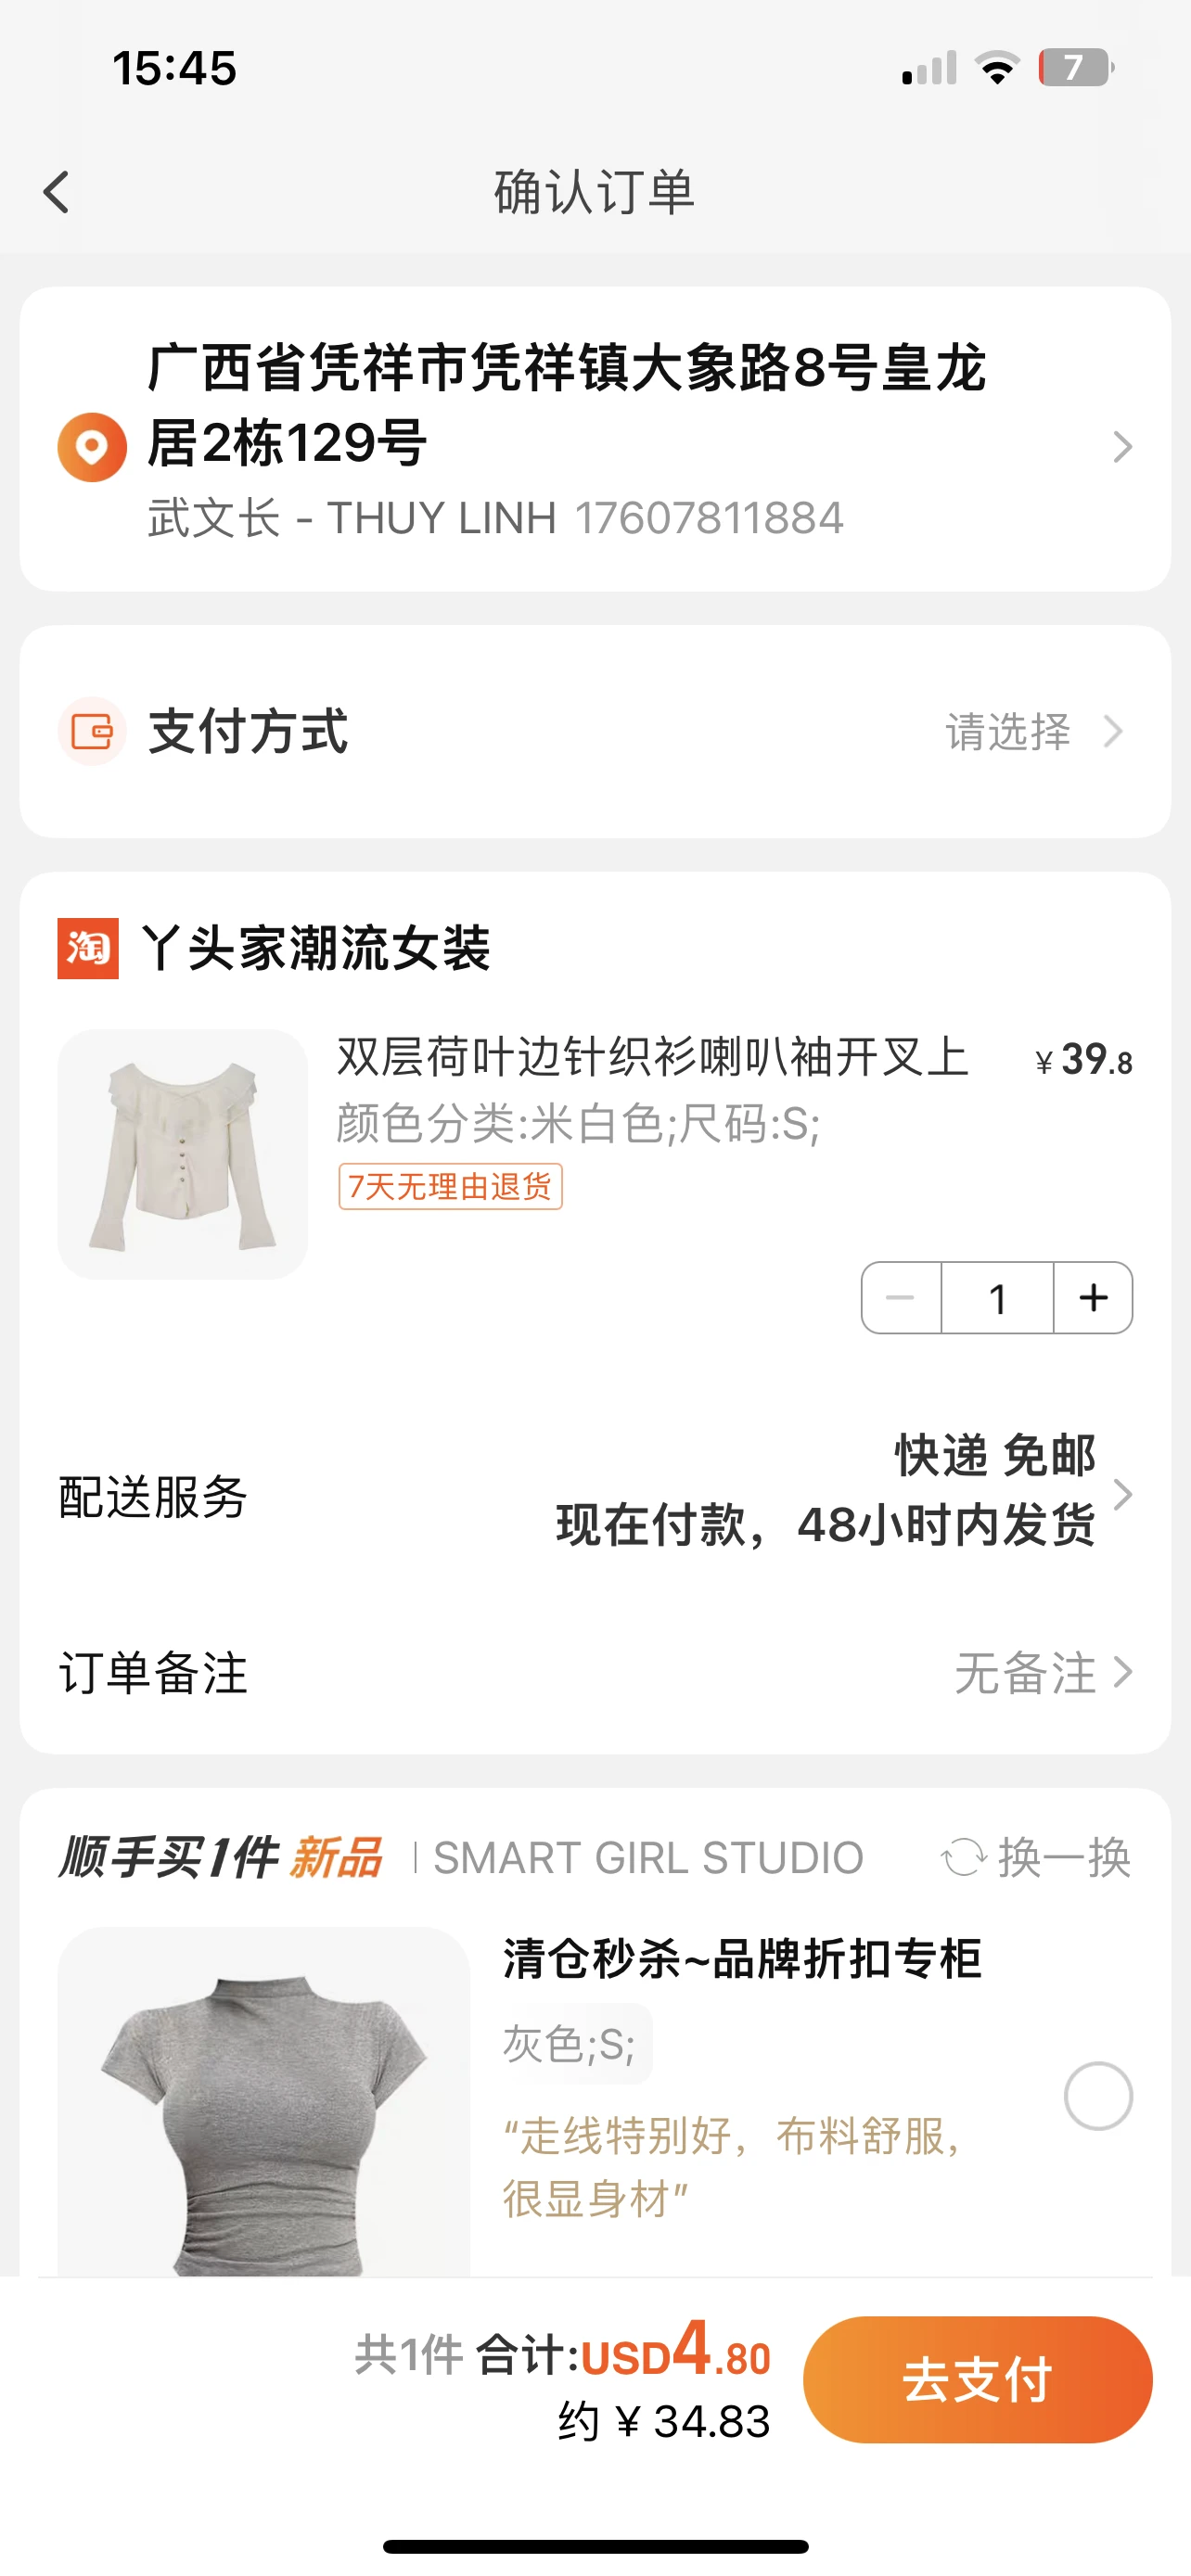 15:45
7
确认订单
广西省凭祥市凭祥镇大象路8号皇龙
居2栋129号
武文长 - THUY LINH 17607811884
支付方式 请选择
淘 丫头家潮流女装
双层荷叶边针织衫喇叭袖开叉上 ¥39.8
颜色分类:米白色;尺码:S;
7天无理由退货
1
快递 免邮
配送服务
现在付款，48小时内发货
订单备注 无备注
顺手买1件 新品 | SMART GIRL STUDIO 换一换
清仓秒杀~品牌折扣专柜
灰色;S;
“走线特别好，布料舒服，
很显身材”
共1件 合计:USD4.80
约 ¥ 34.83
去支付